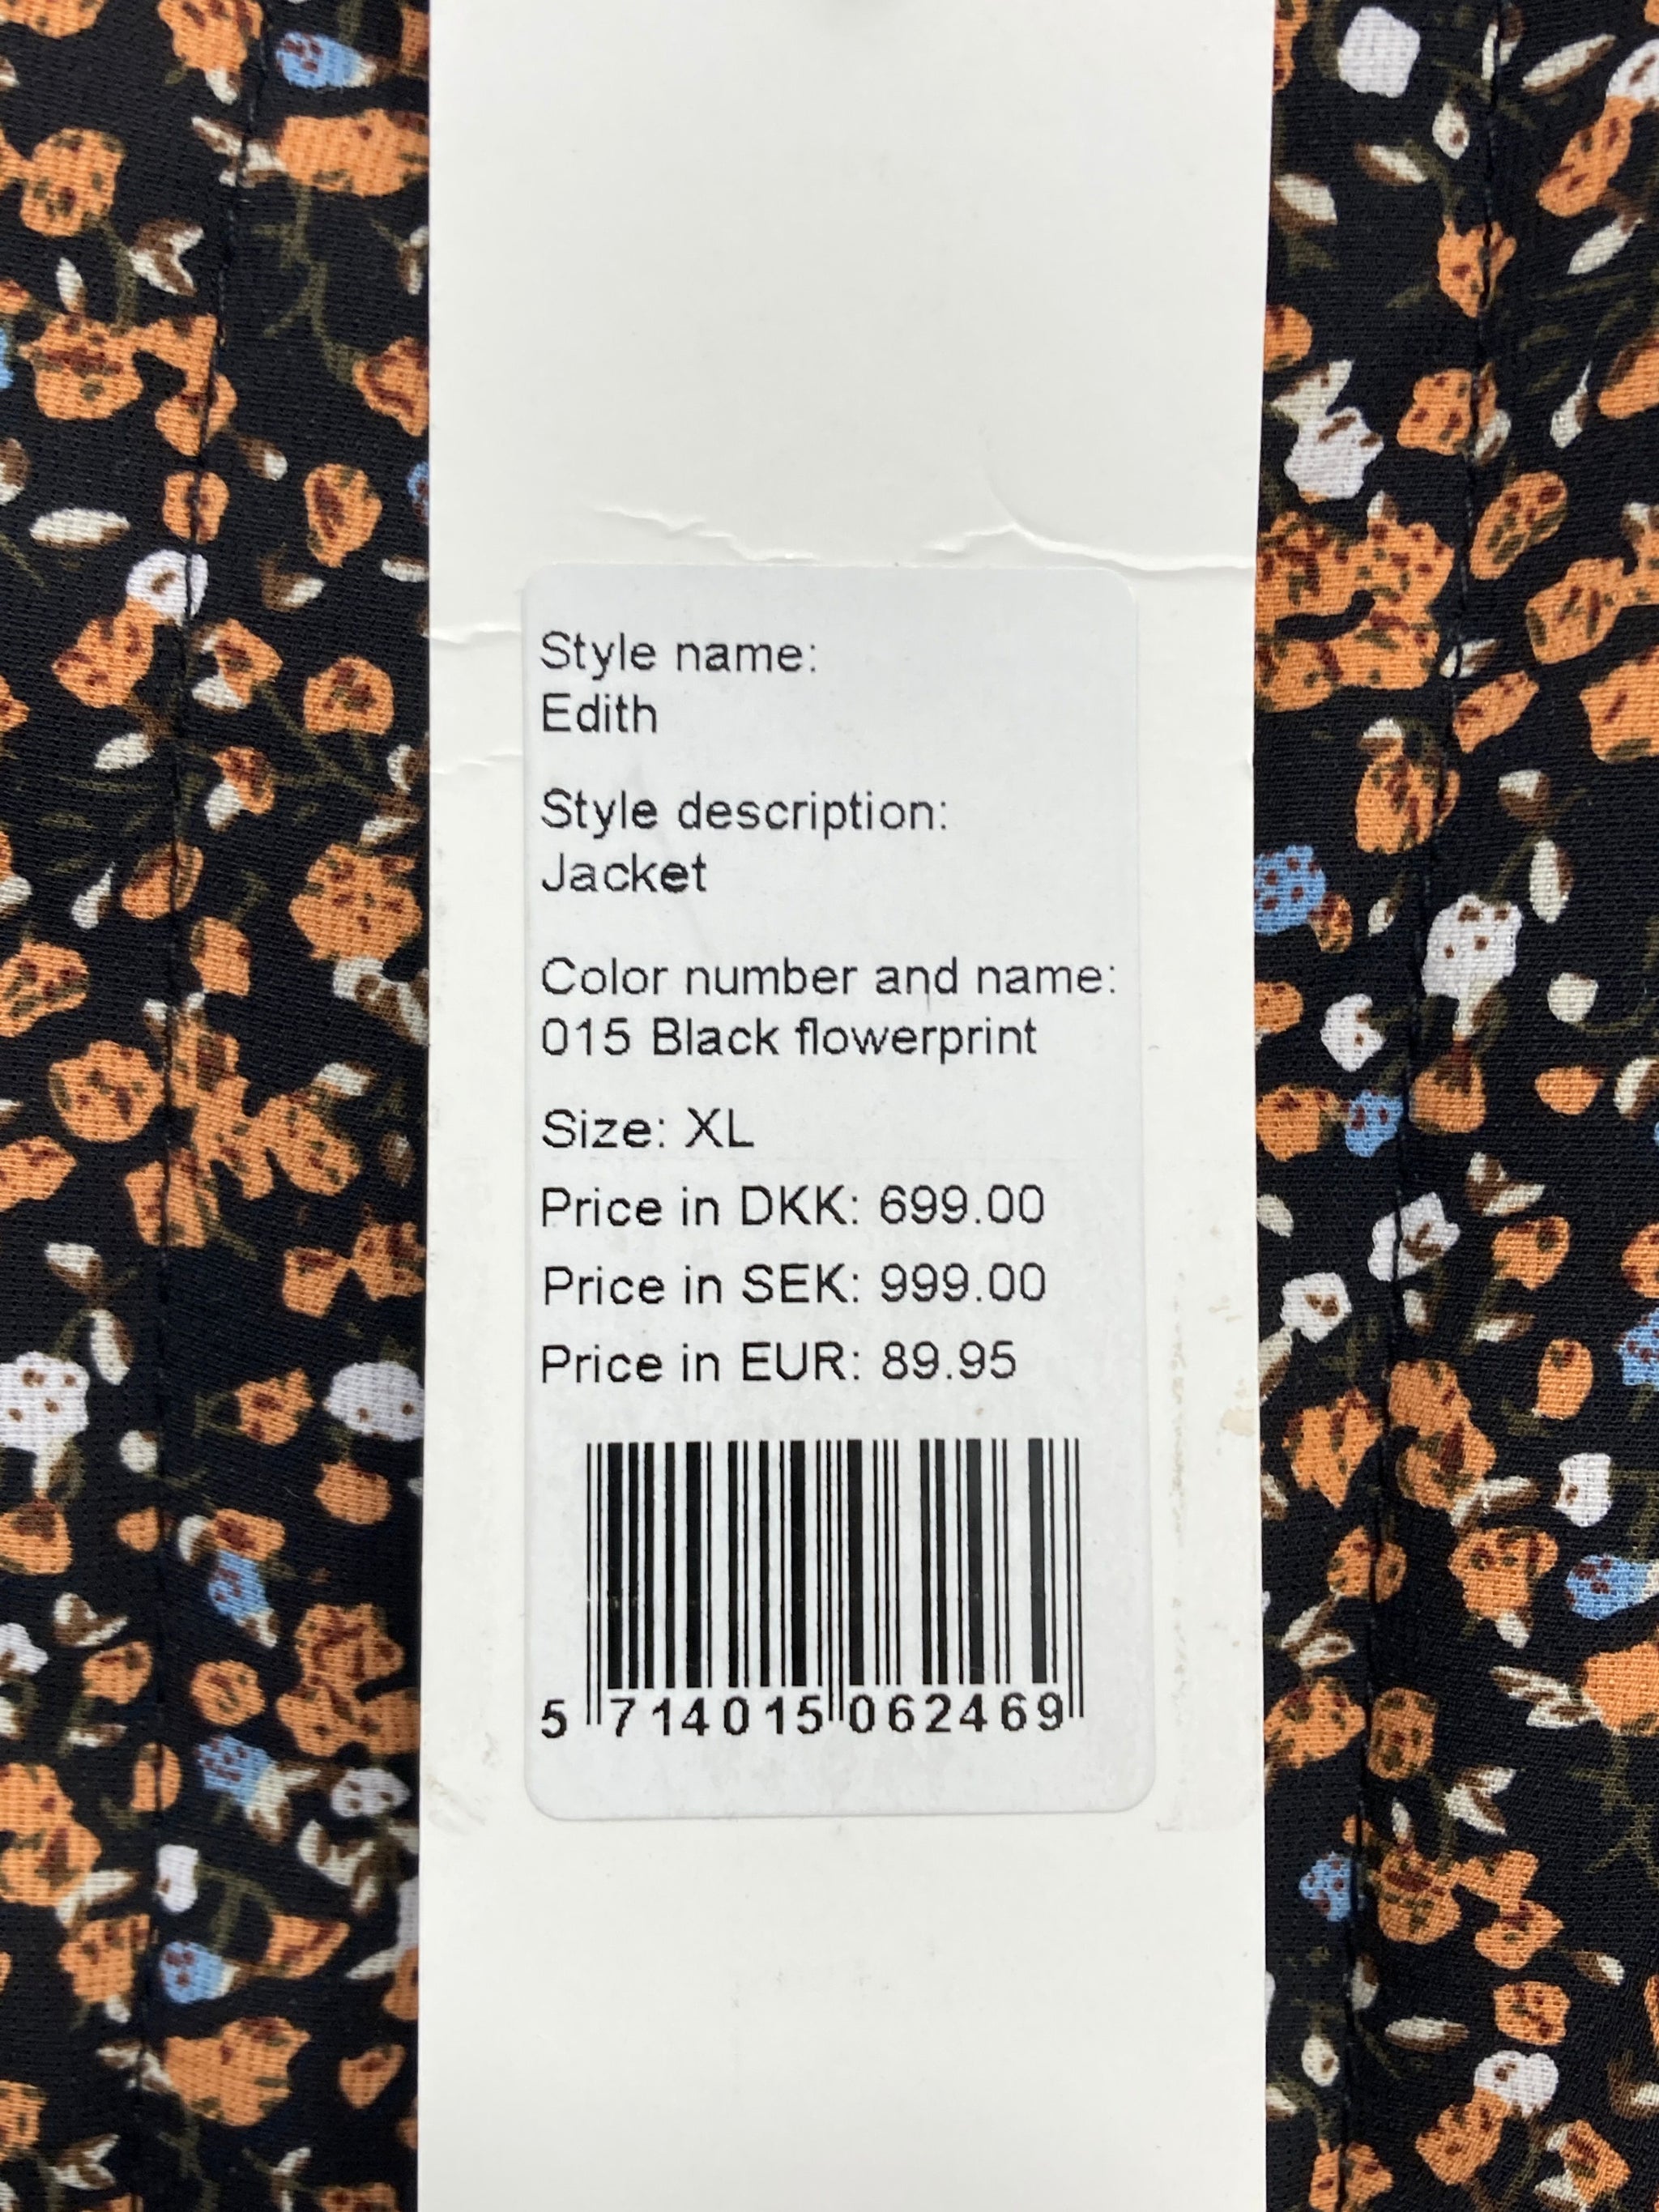 Style name:
Edith
Style description:
Jacket
Color number and name:
015 Black flowerprint
Size: XL
Price in DKK: 699.00
Price in SEK: 999.00
Price in EUR: 89.95
5 714015 062469